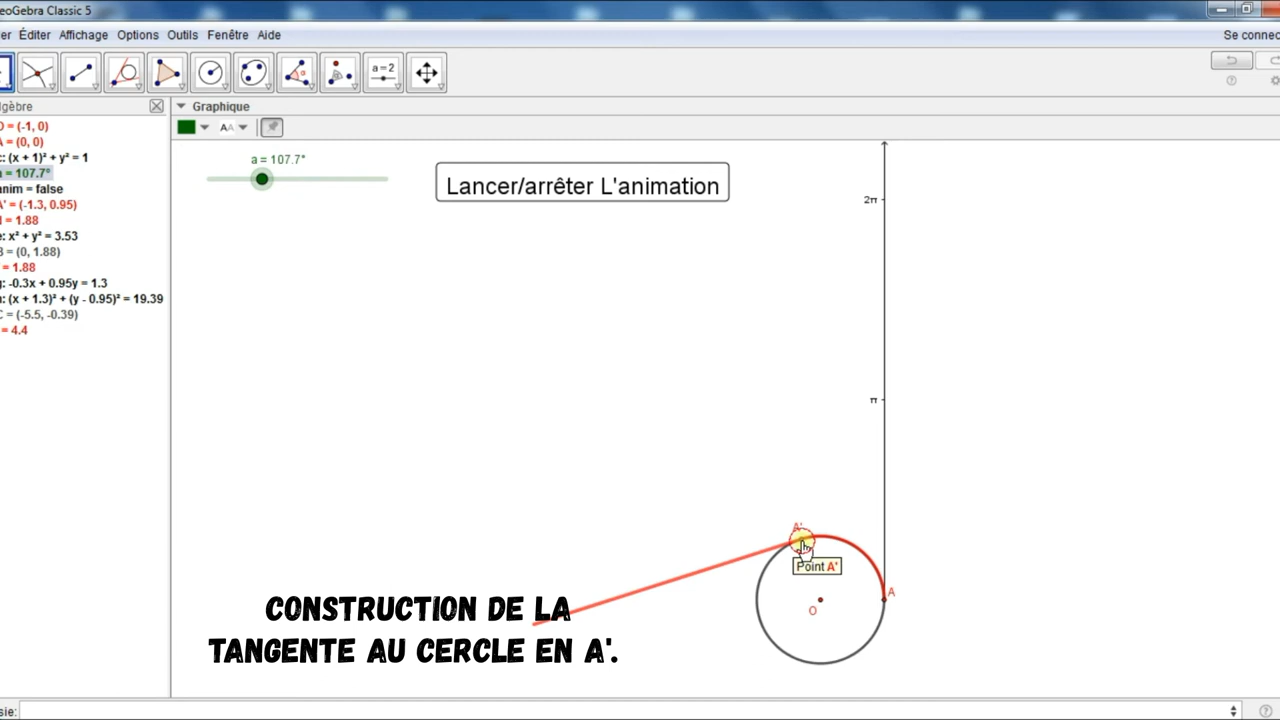 eoGebra Classic 5
er Éditer Affichage Options Outils Fenêtre Aide
Se connec
a=2
gèbre
Graphique
AA
O = (-1, 0)
A = (0, 0)
c: (x + 1)² + y² = 1
a = 107.7°
anim = false
A' = (-1.3, 0.95)
= 1.88
e: x² + y² = 3.53
B = (0, 1.88)
= 1.88
g: -0.3x + 0.95y = 1.3
: (x + 1.3)² + (y - 0.95)² = 19.39
C = (-5.5, -0.39)
= 4.4
a = 107.7°
Lancer/arrêter L'animation
2π
π
A'
Point A'
A
O
CONSTRUCTION DE LA
TANGENTE AU CERCLE EN A'.
sie: